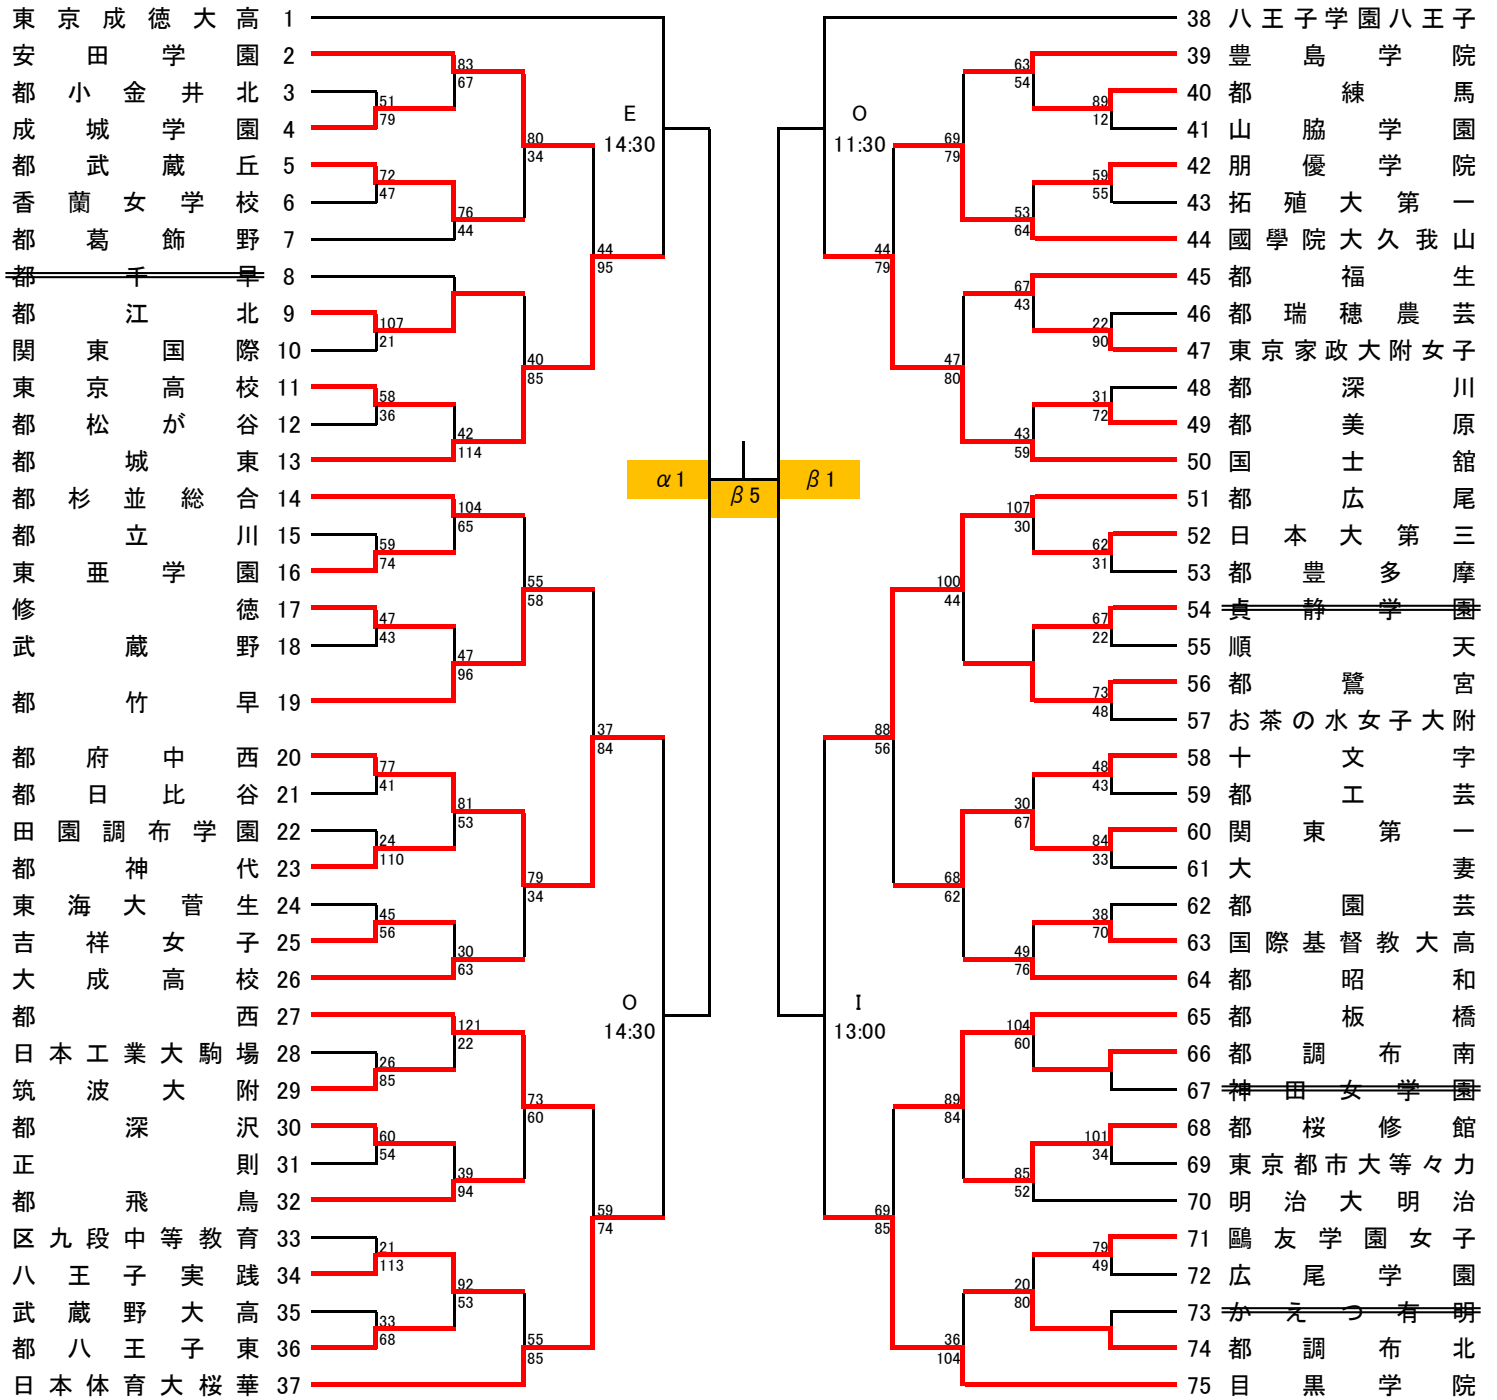 東京成徳大高 1
安田学園 2
都小金井北 3
成城学園 4
都武蔵丘 5
香蘭女学校 6
都葛飾野 7
都千早 8
都江北 9
関東国際 10
東京高校 11
都松が谷 12
都城東 13
都杉並総合 14
都立川 15
東亜学園 16
修徳 17
武蔵野 18
都竹早 19
都府中西 20
都日比谷 21
田園調布学園 22
都神代 23
東海大菅生 24
吉祥女子 25
大成高校 26
都西 27
日本工業大駒場 28
筑波大附 29
都深沢 30
正則 31
都飛鳥 32
区九段中等教育 33
八王子実践 34
武蔵野大高 35
都八王子東 36
日本体育大桜華 37
51
79
72
47
107
21
58
36
59
74
47
43
77
41
24
110
45
56
26
85
60
54
21
113
33
68
83
67
76
44
42
114
104
65
47
96
81
53
30
63
121
22
39
94
92
53
80
34
40
85
55
58
79
34
73
60
55
85
44
95
37
84
59
74
E
14:30
O
14:30
α1
β5
β1
O
11:30
I
13:00
44
79
88
56
69
85
69
79
47
80
100
44
68
62
89
84
36
104
63
54
53
64
67
43
43
59
107
30
30
67
49
76
104
60
85
52
20
80
89
12
59
55
22
90
31
72
62
31
67
22
73
48
48
43
84
33
38
70
101
34
79
49
38 八王子学園八王子
39 豊島学院
40 都練馬
41 山脇学園
42 朋優学院
43 拓殖大第一
44 國學院大久我山
45 都福生
46 都瑞穂農芸
47 東京家政大附女子
48 都深川
49 都美原
50 国士舘
51 都広尾
52 日本大第三
53 都豊多摩
54 貞静学園
55 順天
56 都鷺宮
57 お茶の水女子大附
58 十文字
59 都工芸
60 関東第一
61 大妻
62 都園芸
63 国際基督教大高
64 都昭和
65 都板橋
66 都調布南
67 神田女学園
68 都桜修館
69 東京都市大等々力
70 明治大明治
71 鷗友学園女子
72 広尾学園
73 かえつ有明
74 都調布北
75 目黒学院